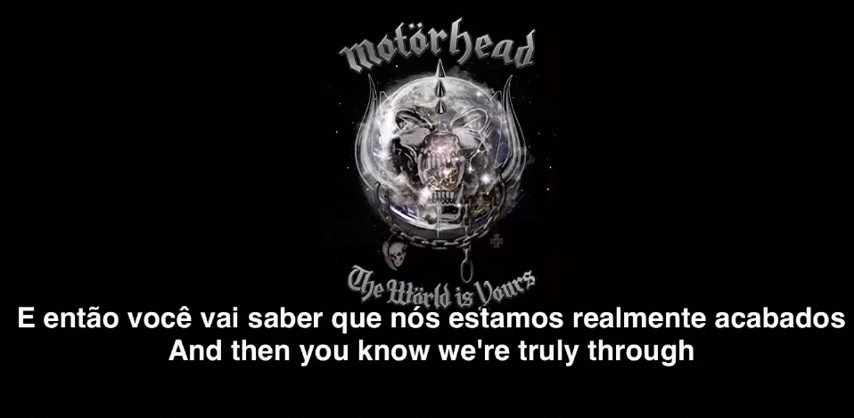 motörhead
The Wörld is Yours
E então você vai saber que nós estamos realmente acabados
And then you know we're truly through